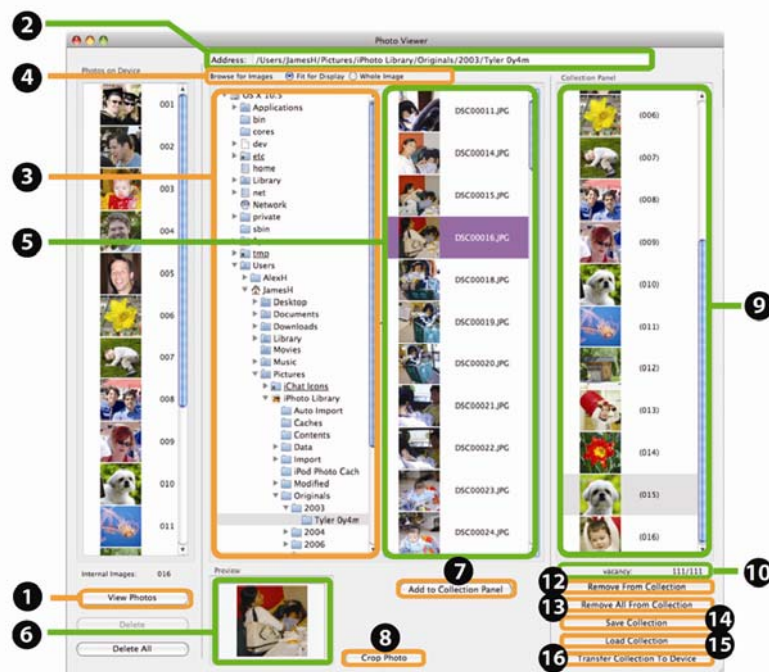 2
Photo Viewer
Address: /Users/JamesH/Pictures/iPhoto Library/Originals/2003/Tyler 0y4m
Photos on Device
4
Browse for Images Fit for Display Whole Image
Collection Panel
001
002
003
004
005
006
007
008
009
010
011
3
5
OS X 10.5
Applications
bin
cores
dev
etc
home
Library
net
Network
private
sbin
tmp
Users
AlexH
JamesH
Desktop
Documents
Downloads
Library
Movies
Music
Pictures
iChat Icons
iPhoto Library
Auto Import
Caches
Contents
Data
Import
iPod Photo Cach
Modified
Originals
2003
Tyler 0y4m
2004
2006
DSC00011.JPG
DSC00014.JPG
DSC00015.JPG
DSC00016.JPG
DSC00018.JPG
DSC00019.JPG
DSC00020.JPG
DSC00021.JPG
DSC00022.JPG
DSC00023.JPG
DSC00024.JPG
(006)
(007)
(008)
(009)
(010)
(011)
(012)
(013)
(014)
(015)
(016)
9
Internal Images: 016
1
View Photos
Delete
Delete All
Preview
6
7
Add to Collection Panel
8
Crop Photo
vacancy: 111/111
10
12
Remove From Collection
13
Remove All From Collection
14
Save Collection
15
Load Collection
16
Transfer Collection To Device